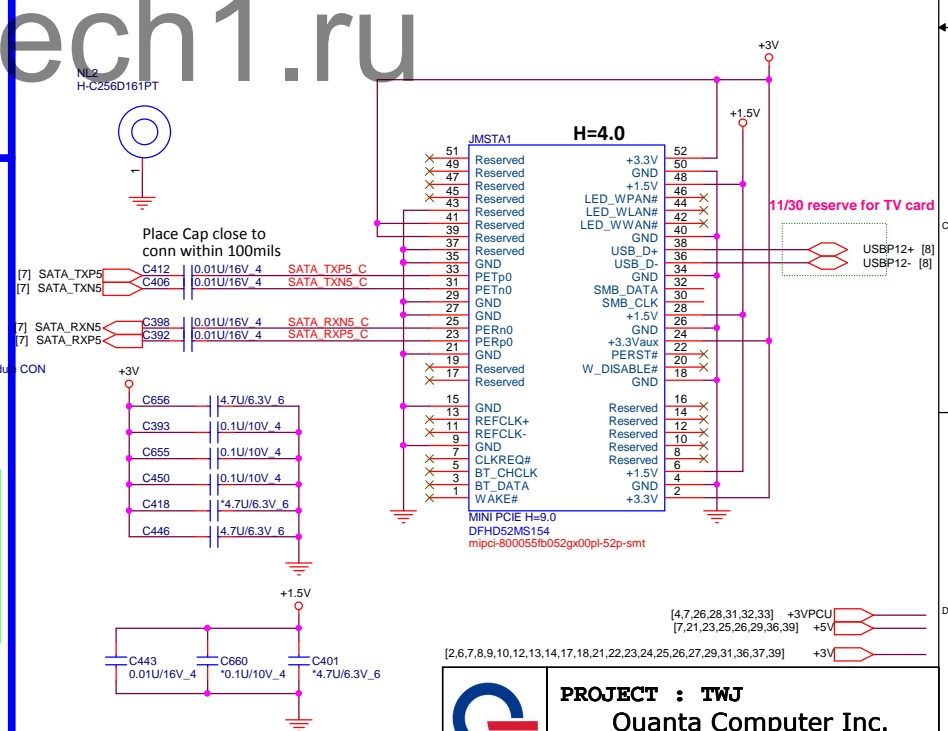 ech1.ru
NL2
H-C256D161PT
1
+3V
+1.5V
JMSTA1
H=4.0
51 Reserved
49 Reserved
47 Reserved
45 Reserved
43 Reserved
41 Reserved
39 Reserved
37 Reserved
35 GND
33 PETp0
31 PETn0
29 GND
27 GND
25 PERn0
23 PERp0
21 GND
19 Reserved
17 Reserved
15 GND
13 REFCLK+
11 REFCLK-
9 GND
7 CLKREQ#
5 BT_CHCLK
3 BT_DATA
1 WAKE#
+3.3V 52
GND 50
+1.5V 48
LED_WPAN# 46
LED_WLAN# 44
LED_WWAN# 42
GND 40
USB_D+ 38
USB_D- 36
GND 34
SMB_DATA 32
SMB_CLK 30
+1.5V 28
GND 26
+3.3Vaux 24
PERST# 22
W_DISABLE# 20
GND 18
Reserved 16
Reserved 14
Reserved 12
Reserved 10
Reserved 8
+1.5V 6
GND 4
+3.3V 2
MINI PCIE H=9.0
DFHD52MS154
mipci-800055fb052gx00pl-52p-smt
11/30 reserve for TV card
USBP12+ [8]
USBP12- [8]
C
Place Cap close to
conn within 100mils
[7] SATA_TXP5 C412 0.01U/16V_4 SATA_TXP5_C
[7] SATA_TXN5 C406 0.01U/16V_4 SATA_TXN5_C
[7] SATA_RXN5 C398 0.01U/16V_4 SATA_RXN5_C
[7] SATA_RXP5 C392 0.01U/16V_4 SATA_RXP5_C
CON
+3V
C656 4.7U/6.3V_6
C393 0.1U/10V_4
C655 0.1U/10V_4
C450 0.1U/10V_4
C418 *4.7U/6.3V_6
C446 4.7U/6.3V_6
+1.5V
C443
0.01U/16V_4
C660
*0.1U/10V_4
C401
*4.7U/6.3V_6
D
[4,7,26,28,31,32,33] +3VPCU
[7,21,23,25,26,29,36,39] +5V
[2,6,7,8,9,10,12,13,14,17,18,21,22,23,24,25,26,27,29,31,36,37,39] +3V
PROJECT : TWJ
Quanta Computer Inc.